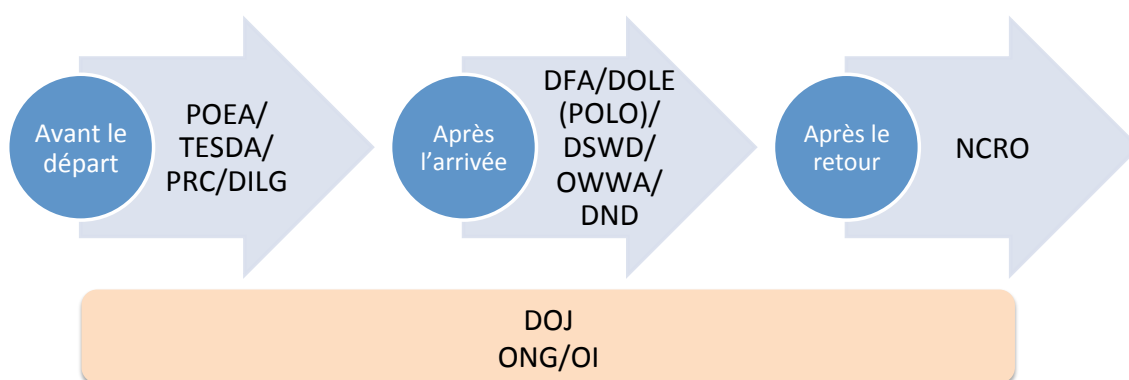 Avant le
départ
POEA/
TESDA/
PRC/DILG
Après
l'arrivée
DFA/DOLE
(POLO)/
DSWD/
OWWA/
DND
Après le
retour
NCRO
DOJ
ONG/OI